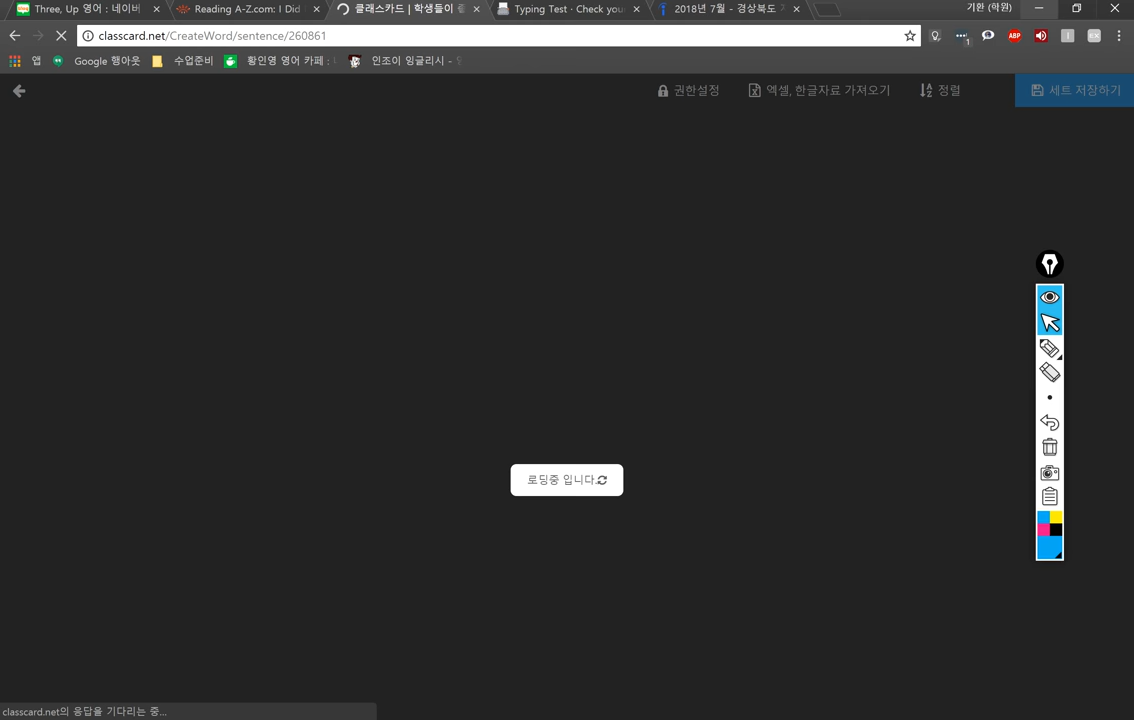 Three, Up 영어 : 네이버
Reading A-Z.com: I Did
클래스카드 | 학생들이
Typing Test · Check your
2018년 7월 - 경상북도
기환 (학원)
classcard.net/CreateWord/sentence/260861
1
ABP
앱
Google 행아웃
수업준비
황인영 영어 카페 :
인조이 잉글리시 -
권한설정
엑셀, 한글자료 가져오기
정렬
세트 저장하기
로딩중 입니다.
classcard.net의 응답을 기다리는 중...